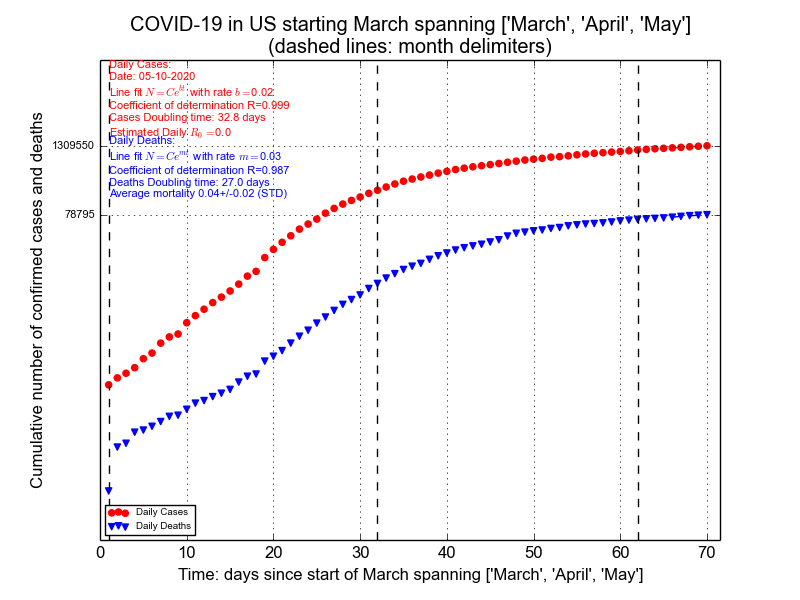 COVID-19 in US starting March spanning ['March', 'April', 'May']
(dashed lines: month delimiters)
Daily Cases:
Date: 05-10-2020
Line fit N = Ce^{bt} with rate b = 0.02
Coefficient of determination R=0.999
Cases Doubling time: 32.8 days
Estimated Daily R_0 = 0.0
Daily Deaths:
Line fit N = Ce^{mt} with rate m = 0.03
Coefficient of determination R=0.987
Deaths Doubling time: 27.0 days
Average mortality 0.04+/-0.02 (STD)
1309550
78795
Cumulative number of confirmed cases and deaths
Daily Cases
Daily Deaths
0 10 20 30 40 50 60 70
Time: days since start of March spanning ['March', 'April', 'May']